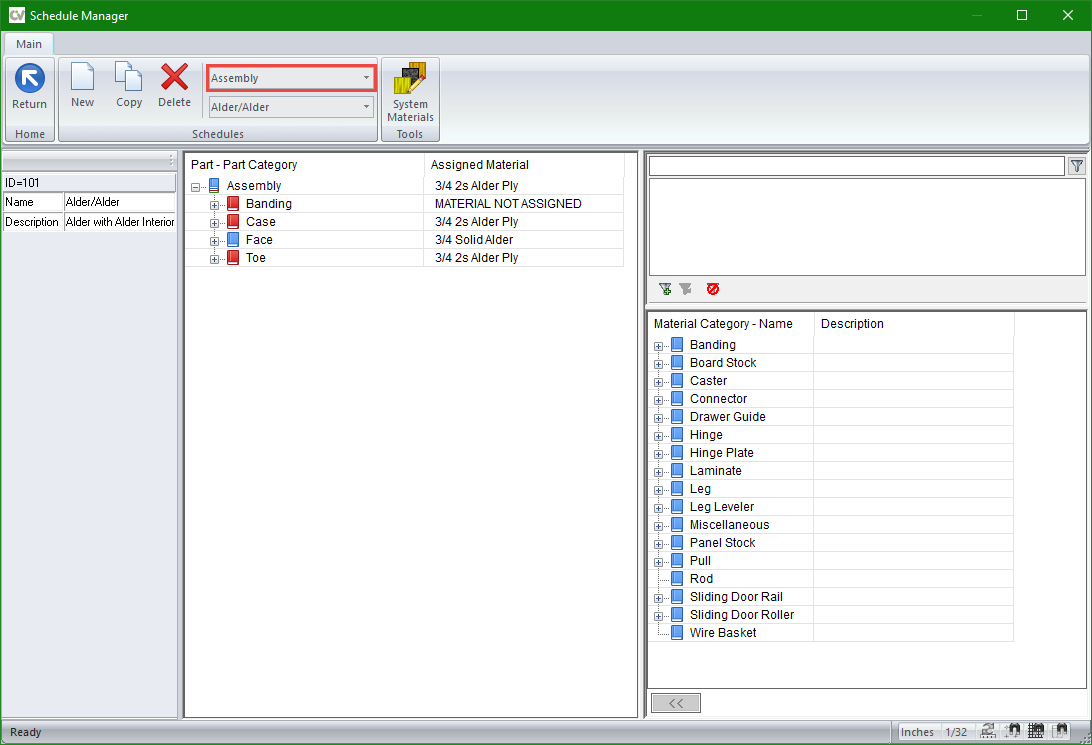 CV Schedule Manager
Main
Return
New
Copy
Delete
Assembly
Alder/Alder
System
Materials
Home
Schedules
Tools
ID=101
Name Alder/Alder
Description Alder with Alder Interior
Part - Part Category Assigned Material
Assembly 3/4 2s Alder Ply
Banding MATERIAL NOT ASSIGNED
Case 3/4 2s Alder Ply
Face 3/4 Solid Alder
Toe 3/4 2s Alder Ply
Material Category - Name Description
Banding
Board Stock
Caster
Connector
Drawer Guide
Hinge
Hinge Plate
Laminate
Leg
Leg Leveler
Miscellaneous
Panel Stock
Pull
Rod
Sliding Door Rail
Sliding Door Roller
Wire Basket
<<
Ready
Inches 1/32